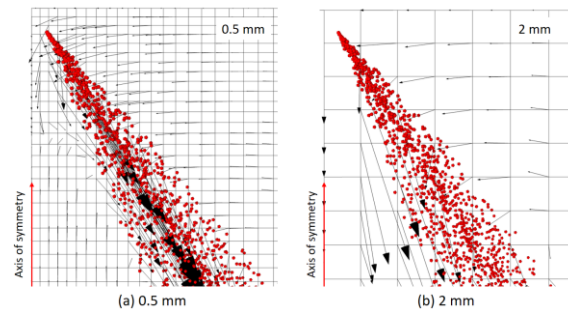 0.5 mm
2 mm
Axis of symmetry
Axis of symmetry
(a) 0.5 mm
(b) 2 mm